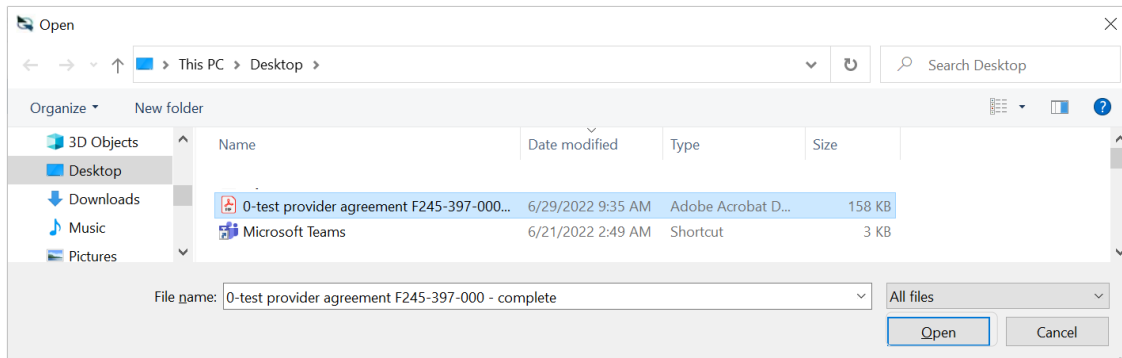 Open
This PC > Desktop >
Search Desktop
Organize
New folder
?
3D Objects
Desktop
Downloads
Music
Pictures
Name Date modified Type Size
0-test provider agreement F245-397-000... 6/29/2022 9:35 AM Adobe Acrobat D... 158 KB
Microsoft Teams 6/21/2022 2:49 AM Shortcut 3 KB
File name: 0-test provider agreement F245-397-000 - complete
All files
Open Cancel